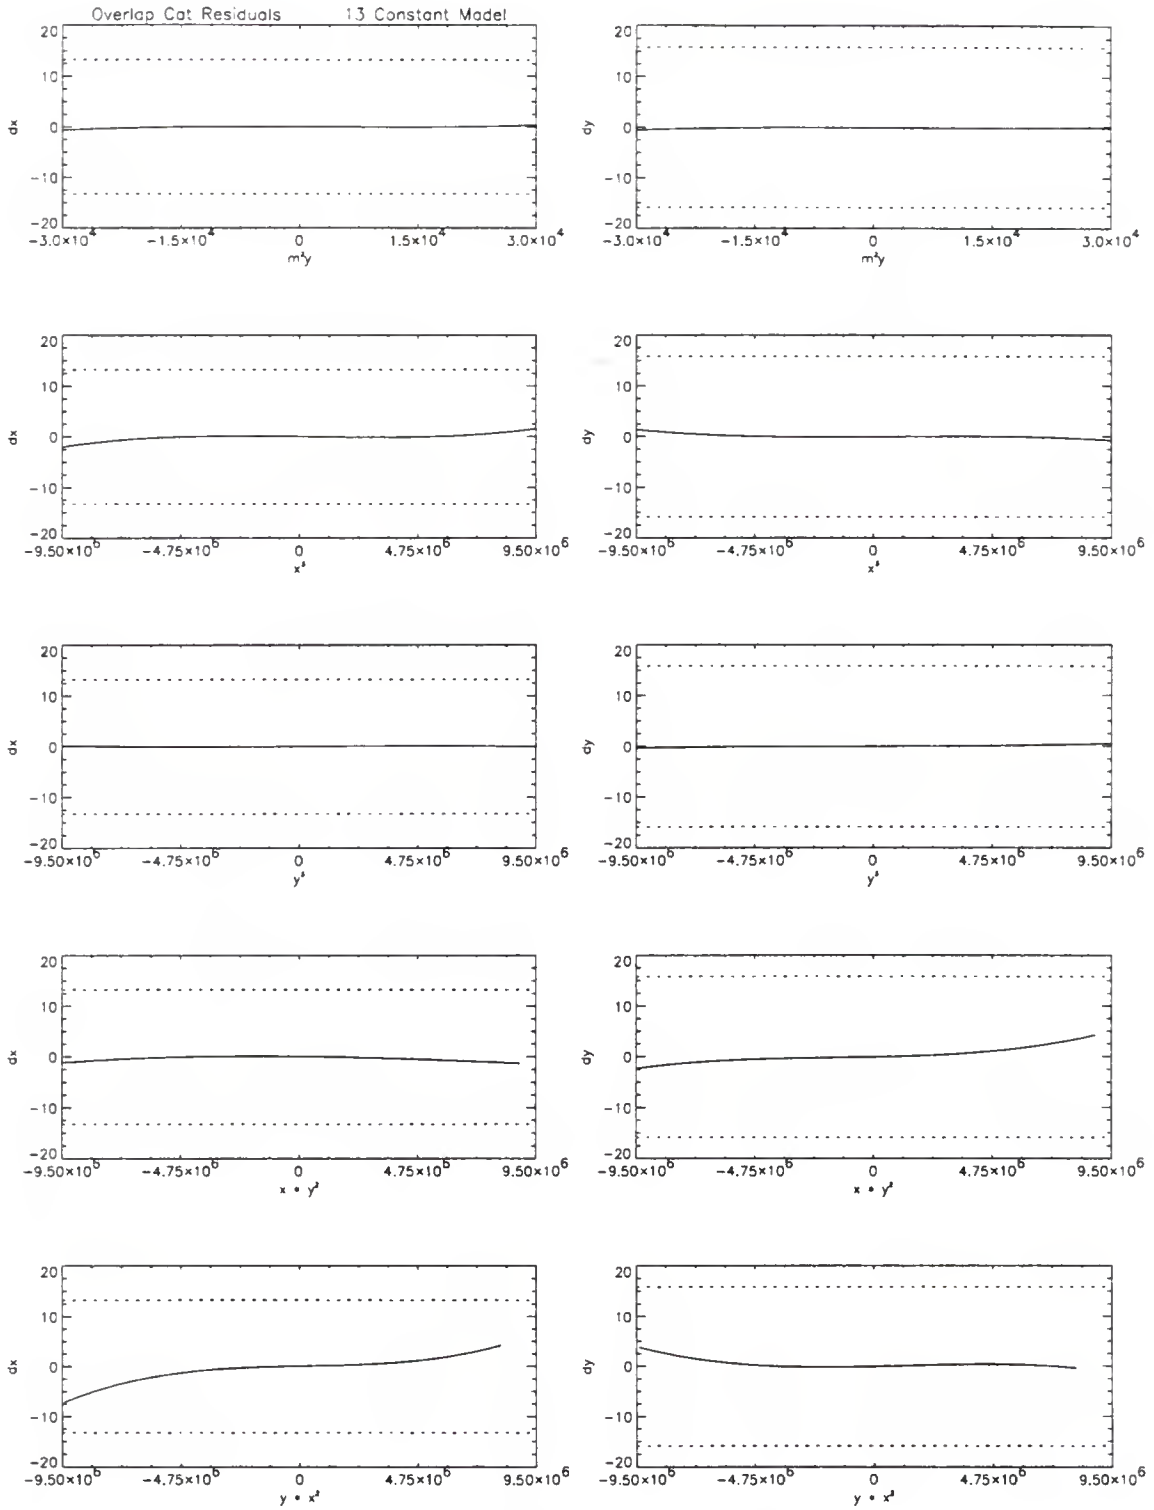 Overlap Cat Residuals 13 Constant Model
20 20
10 10
dx 0 dy 0
-10 -10
-20 -20
-3.0×10⁴ -1.5×10⁴ 0 1.5×10⁴ 3.0×10⁴ -3.0×10⁴ -1.5×10⁴ 0 1.5×10⁴ 3.0×10⁴
m²y m²y
20 20
10 10
dx 0 dy 0
-10 -10
-20 -20
-9.50×10⁶ -4.75×10⁶ 0 4.75×10⁶ 9.50×10⁶ -9.50×10⁶ -4.75×10⁶ 0 4.75×10⁶ 9.50×10⁶
x³ x³
20 20
10 10
dx 0 dy 0
-10 -10
-20 -20
-9.50×10⁶ -4.75×10⁶ 0 4.75×10⁶ 9.50×10⁶ -9.50×10⁶ -4.75×10⁶ 0 4.75×10⁶ 9.50×10⁶
y³ y³
20 20
10 10
dx 0 dy 0
-10 -10
-20 -20
-9.50×10⁶ -4.75×10⁶ 0 4.75×10⁶ 9.50×10⁶ -9.50×10⁶ -4.75×10⁶ 0 4.75×10⁶ 9.50×10⁶
x * y² x * y²
20 20
10 10
dx 0 dy 0
-10 -10
-20 -20
-9.50×10⁶ -4.75×10⁶ 0 4.75×10⁶ 9.50×10⁶ -9.50×10⁶ -4.75×10⁶ 0 4.75×10⁶ 9.50×10⁶
y * x² y * x²